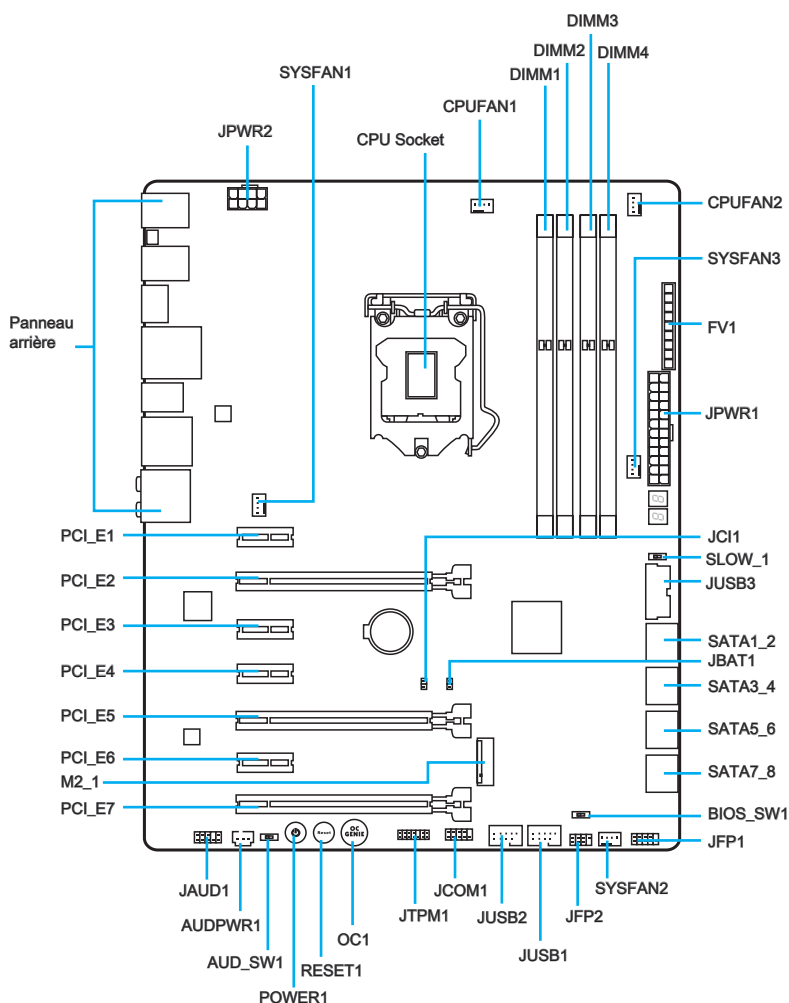 DIMM3
DIMM2
DIMM4
SYSFAN1
DIMM1
CPUFAN1
JPWR2
CPU Socket
CPUFAN2
SYSFAN3
Panneau
arrière
FV1
JPWR1
PCI_E1
JCI1
SLOW_1
PCI_E2
JUSB3
PCI_E3
SATA1_2
JBAT1
PCI_E4
SATA3_4
PCI_E5
SATA5_6
PCI_E6
M2_1
SATA7_8
PCI_E7
BIOS_SW1
Reset
OC
GENIE
JFP1
JAUD1
JCOM1
SYSFAN2
AUDPWR1
JTPM1
JUSB2
JFP2
OC1
AUD_SW1
RESET1
JUSB1
POWER1